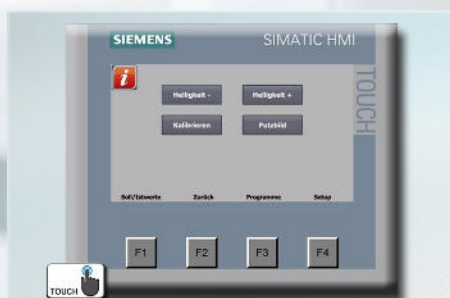 SIEMENS SIMATIC HMI
TOUCH
i
Helligkeit - Helligkeit +
Kalibrieren Putzbild
Soll/Istwerte Zurück Programme Setup
F1 F2 F3 F4
TOUCH